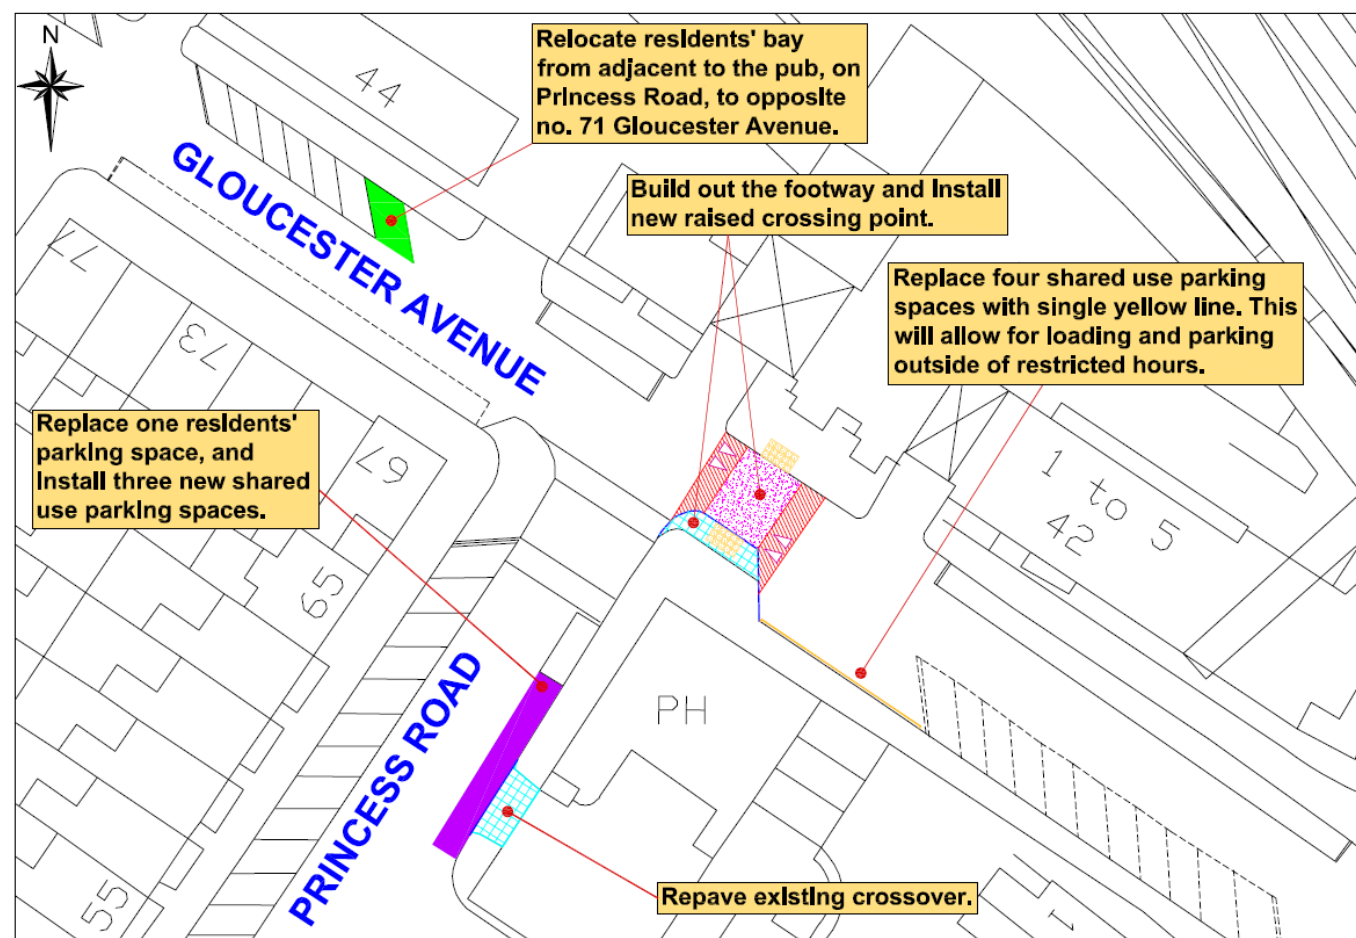 N
44
Relocate residents' bay
from adjacent to the pub, on
Princess Road, to opposite
no. 71 Gloucester Avenue.
GLOUCESTER AVENUE
Build out the footway and Install
new raised crossing point.
Replace four shared use parking
spaces with single yellow line. This
will allow for loading and parking
outside of restricted hours.
77
73
67
65
55
Replace one residents'
parking space, and
Install three new shared
use parking spaces.
1 to 5
42
PH
PRINCESS ROAD
Repave existing crossover.
1